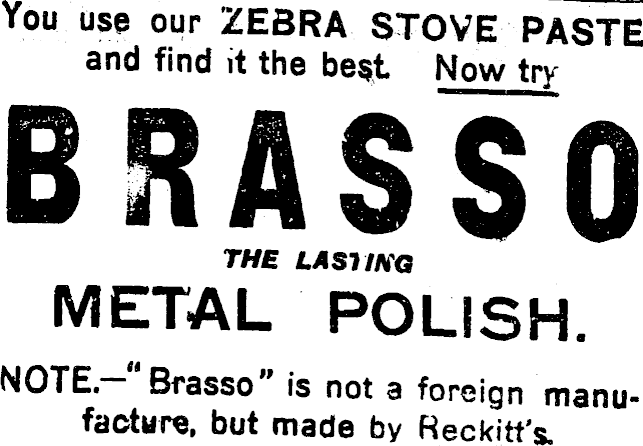 You use our ZEBRA STOVE PASTE
and find it the best. Now try
BRASSO
THE LASTING
METAL POLISH.
NOTE.—"Brasso" is not a foreign manu-
facture, but made by Reckitt's.